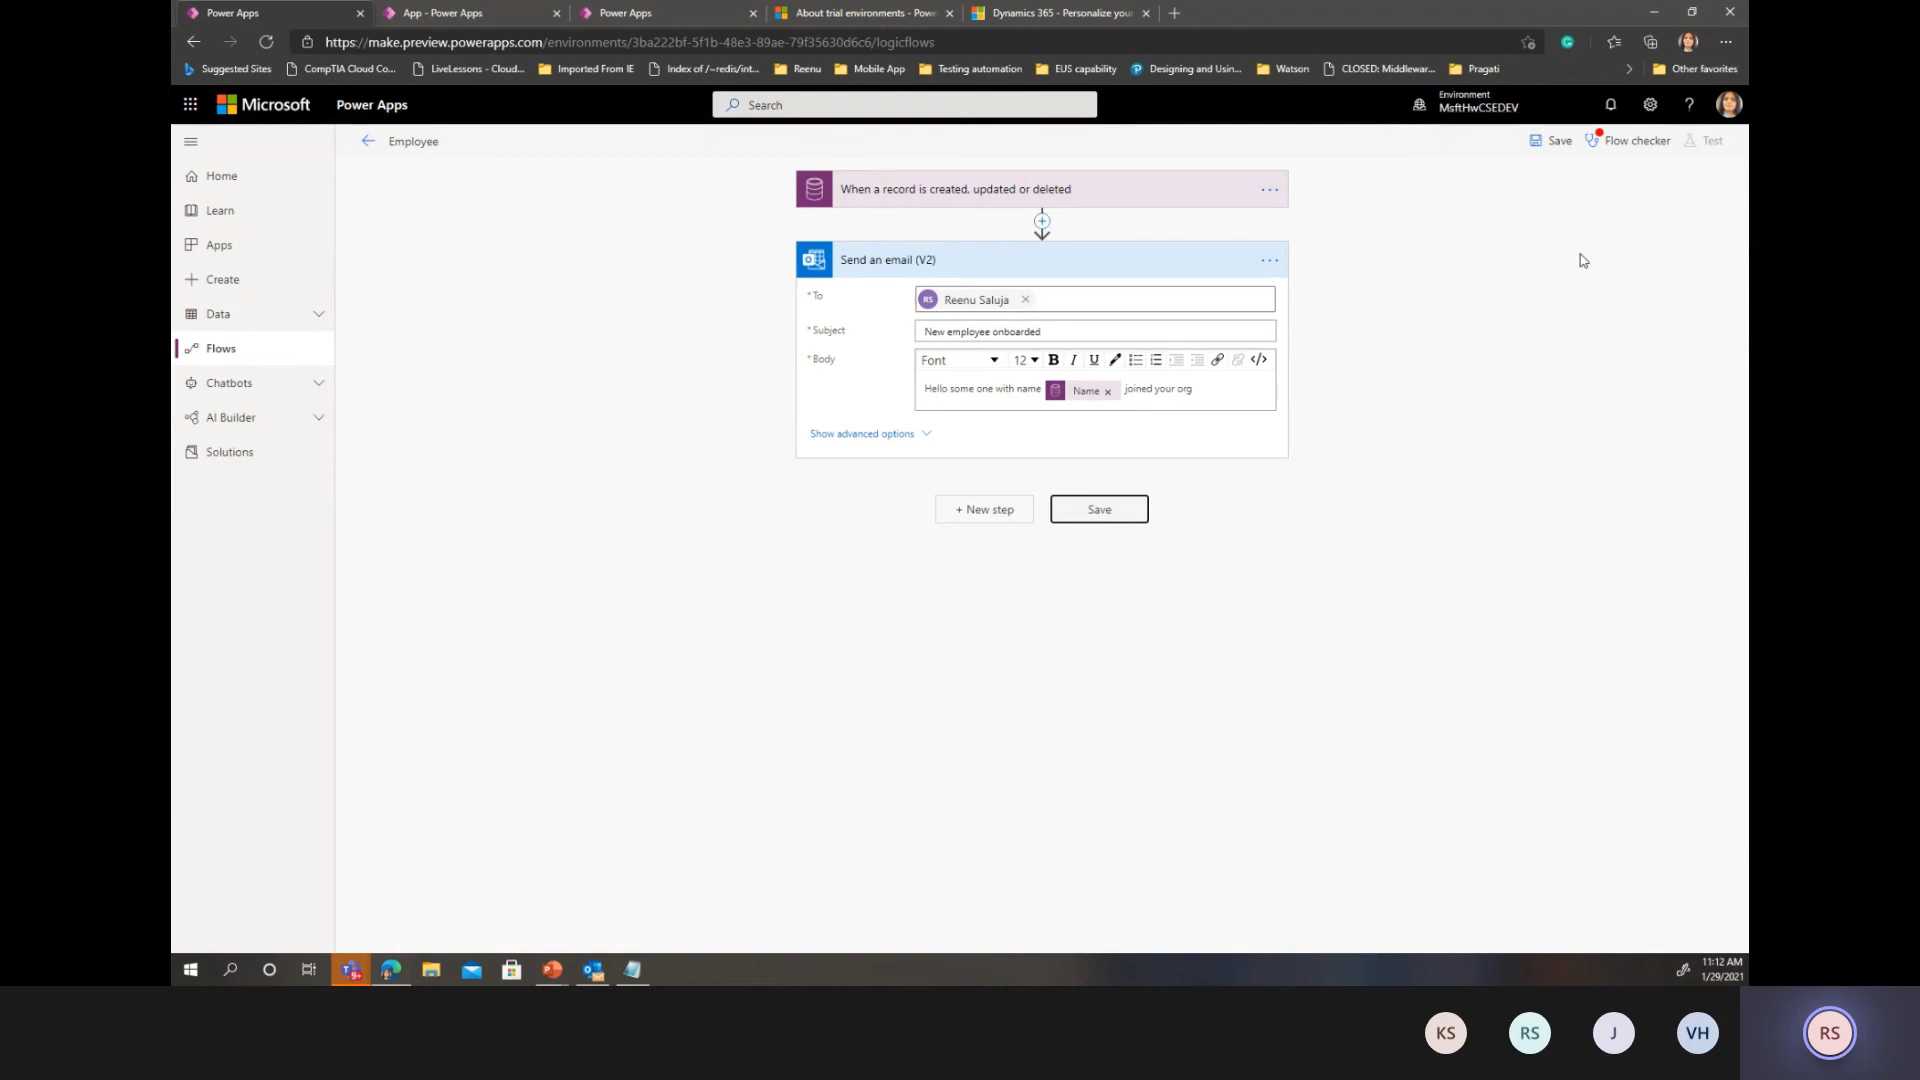 Power Apps
App - Power Apps
Power Apps
About trial environments - Powe
Dynamics 365 - Personalize your
https://make.preview.powerapps.com/environments/3ba222bf-5f1b-48e3-89ae-79f35630d6c6/logicflows
Suggested Sites
CompTIA Cloud Co...
LiveLessons - Cloud...
Imported From IE
Index of /~redis/int...
Reenu
Mobile App
Testing automation
EUS capability
Designing and Usin...
Watson
CLOSED: Middlewar...
Pragati
Other favorites
Microsoft
Power Apps
Search
Environment
MsftHwCSEDEV
Employee
Save
Flow checker
Test
Home
Learn
Apps
Create
Data
Flows
Chatbots
AI Builder
Solutions
When a record is created, updated or deleted
Send an email (V2)
* To
RS Reenu Saluja
* Subject
New employee onboarded
* Body
Font 12 B I U </>
Hello some one with name Name joined your org
Show advanced options
+ New step
Save
9+
11:12 AM
1/29/2021
KS
RS
J
VH
RS